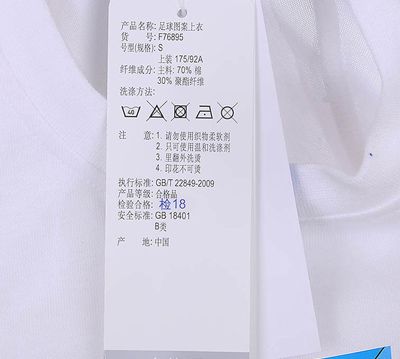 产品名称：足球图案上衣
货　　号：F76895
号型(规格)：S
上装175/92A
纤维成分：主料：70% 棉
30% 聚酯纤维
洗涤方法：
40
注　　意：1. 请勿使用织物柔软剂
2. 只可使用温和洗涤剂
3. 里翻外洗烫
4. 印花不可烫
执行标准：GB/T 22849-2009
产品等级：合格品
检验合格：检18
安全标准：GB 18401
B类
产　　地：中国